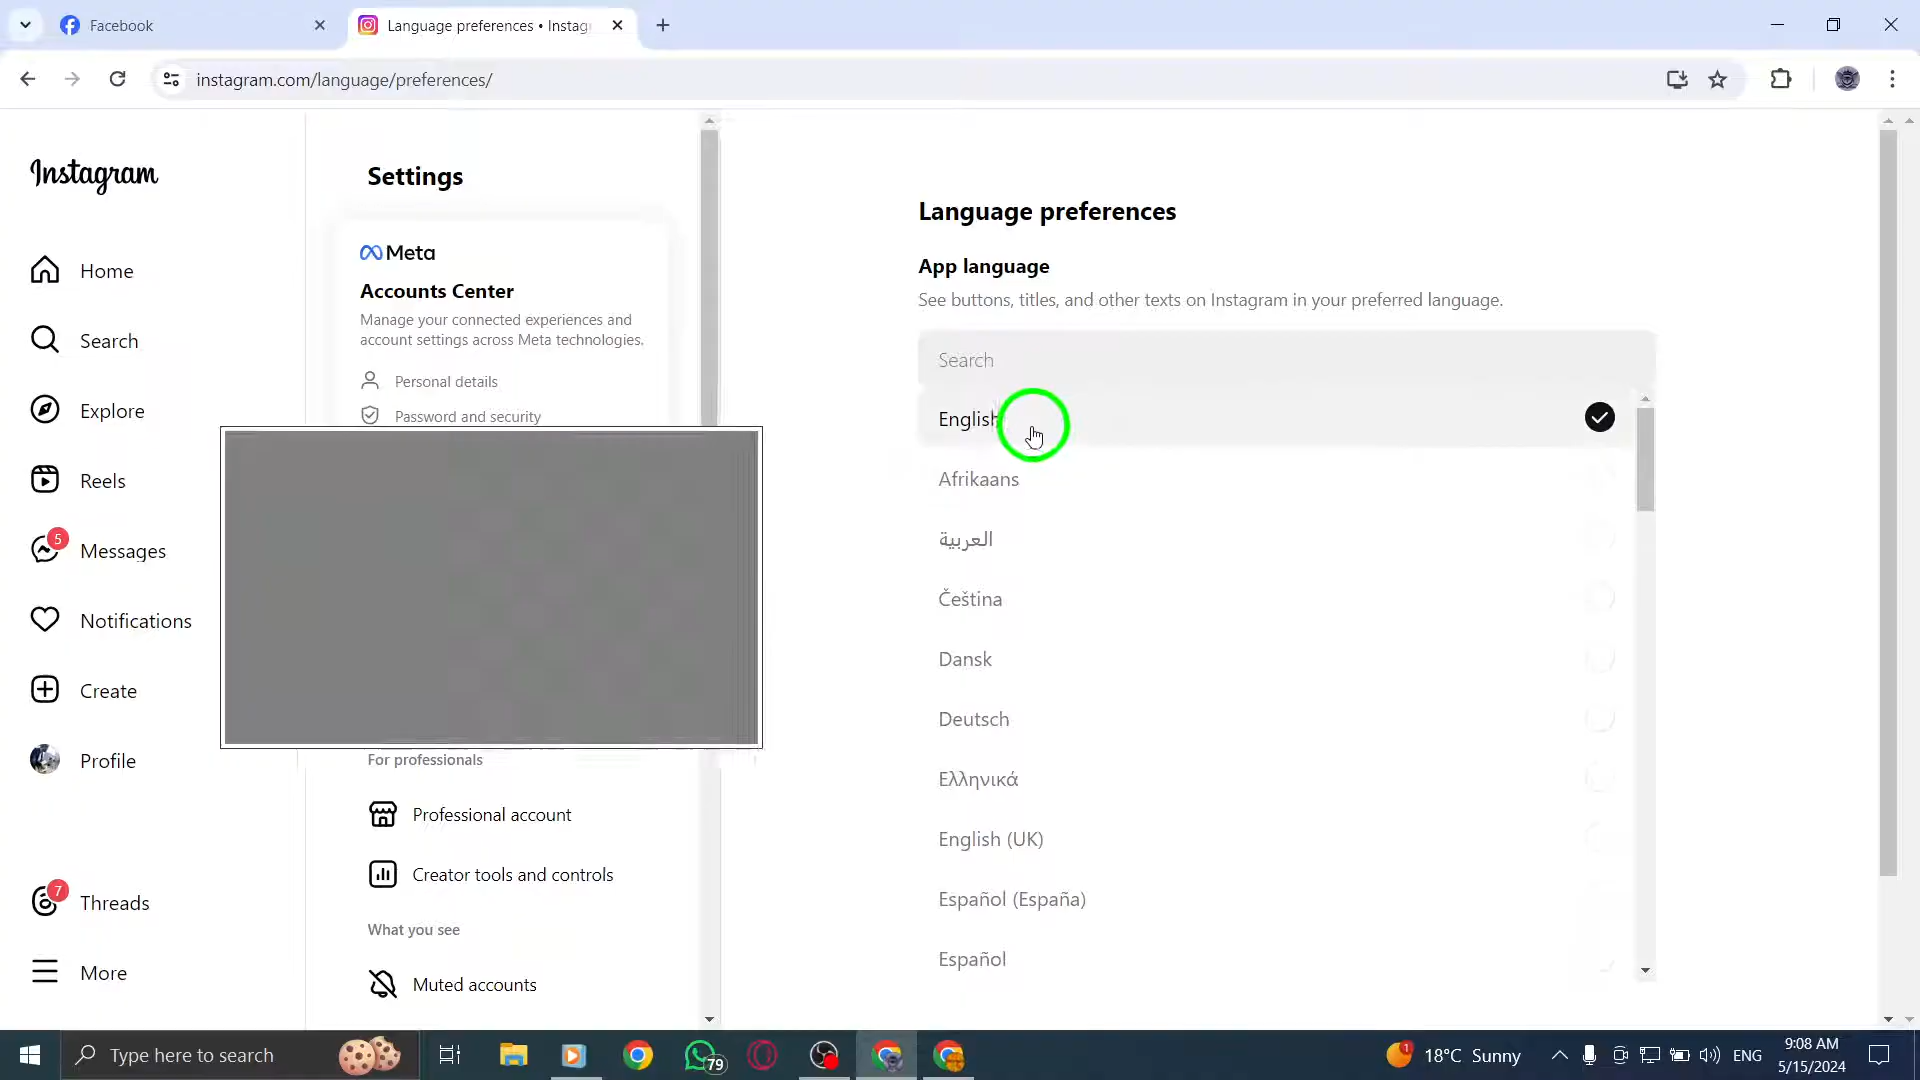 Facebook
Language preferences • Instag
instagram.com/language/preferences/
Instagram
Home
Search
Explore
Reels
5
Messages
Notifications
Create
Profile
7
Threads
More
Settings
Meta
Accounts Center
Manage your connected experiences and
account settings across Meta technologies.
Personal details
Password and security
For professionals
Professional account
Creator tools and controls
What you see
Muted accounts
Language preferences
App language
See buttons, titles, and other texts on Instagram in your preferred language.
Search
English
Afrikaans
العربية
Čeština
Dansk
Deutsch
Ελληνικά
English (UK)
Español (España)
Español
Type here to search
79
1
18°C Sunny
ENG
9:08 AM
5/15/2024